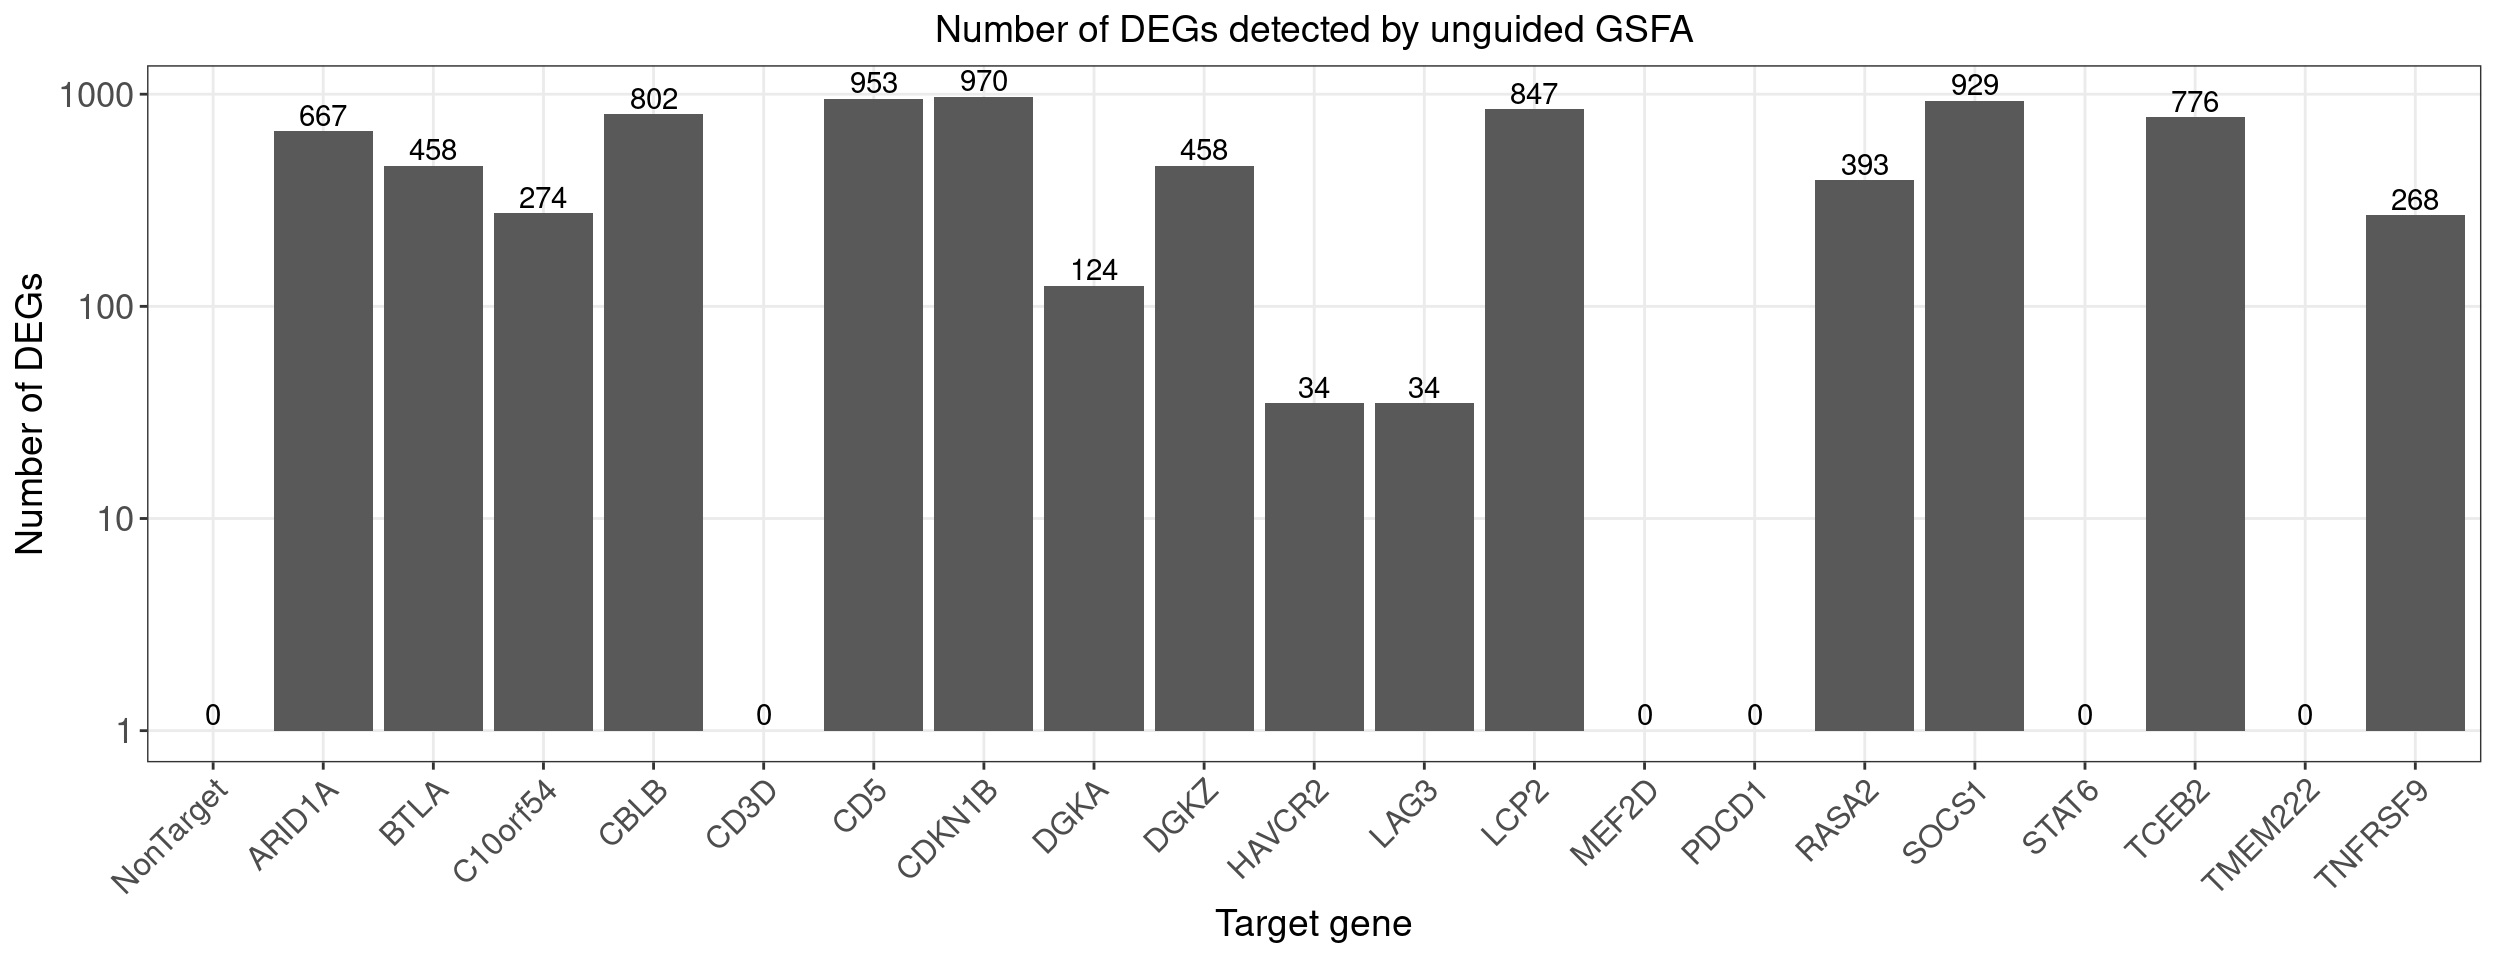 Number of DEGs detected by unguided GSFA
Number of DEGs
1000
100
10
1
0
667
458
274
802
0
953
970
124
458
34
34
847
0
0
393
929
0
776
0
268
NonTarget
ARID1A
BTLA
C10orf54
CBLB
CD3D
CD5
CDKN1B
DGKA
DGKZ
HAVCR2
LAG3
LCP2
MEF2D
PDCD1
RASA2
SOCS1
STAT6
TCEB2
TMEM222
TNFRSF9
Target gene